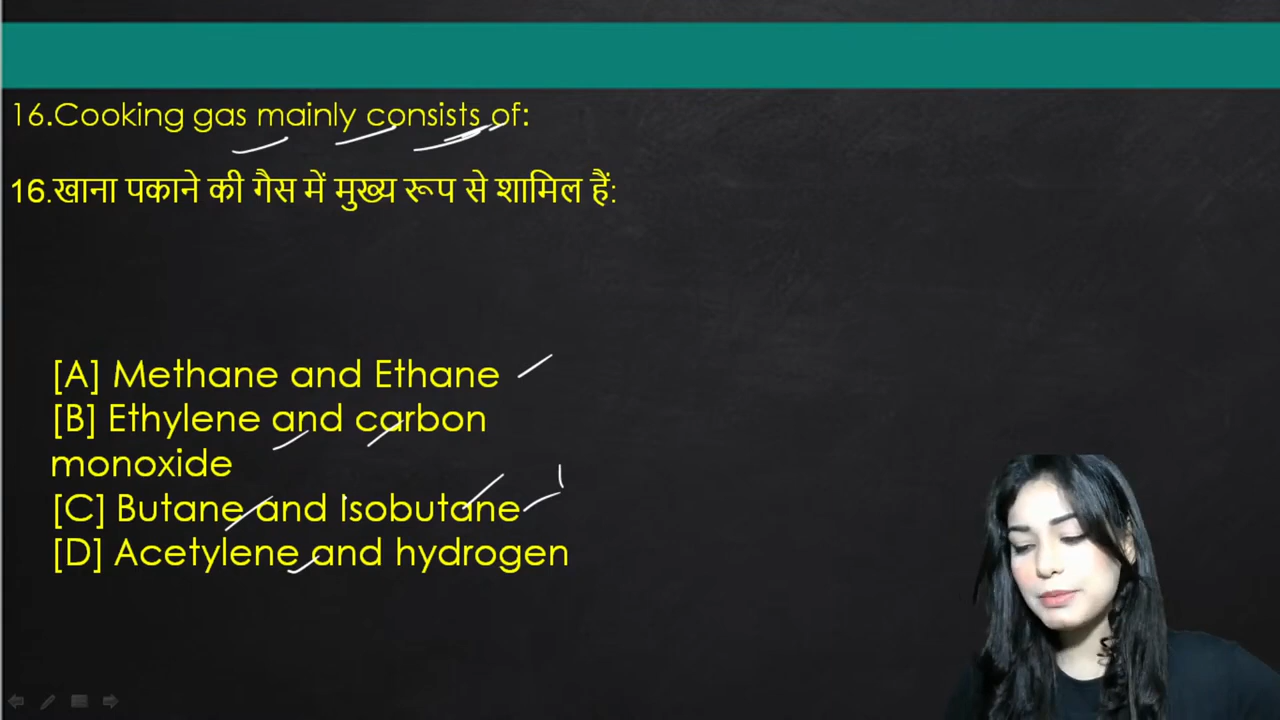 16.Cooking gas mainly consists of:
16.खाना पकाने की गैस में मुख्य रूप से शामिल हैं:
[A] Methane and Ethane
[B] Ethylene and carbon
monoxide
[C] Butane and Isobutane
[D] Acetylene and hydrogen